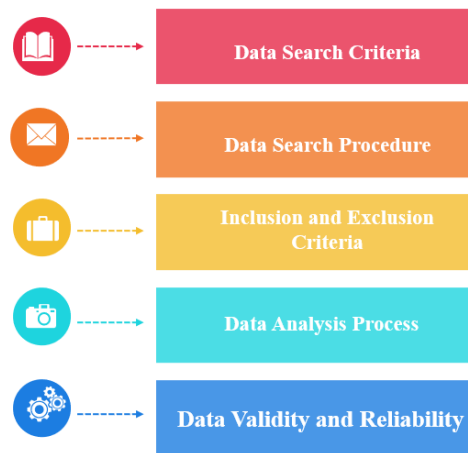 Data Search Criteria
Data Search Procedure
Inclusion and Exclusion
Criteria
Data Analysis Process
Data Validity and Reliability